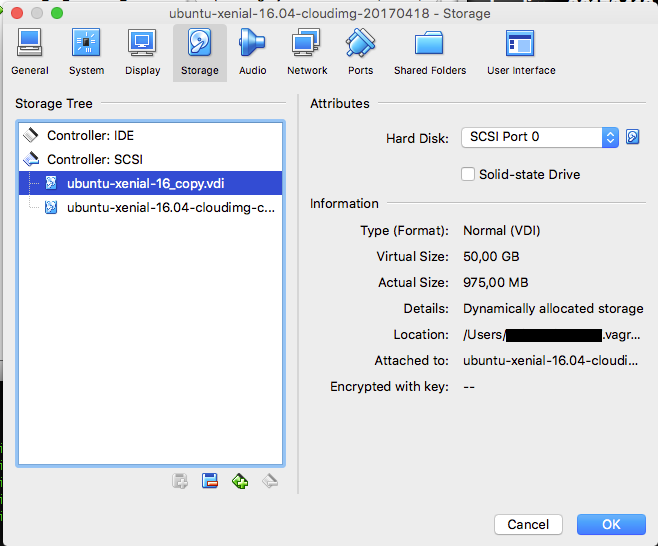 ubuntu-xenial-16.04-cloudimg-20170418 - Storage
General System Display Storage Audio Network Ports Shared Folders User Interface
Storage Tree
Controller: IDE
Controller: SCSI
ubuntu-xenial-16_copy.vdi
ubuntu-xenial-16.04-cloudimg-c...
Attributes
Hard Disk: SCSI Port 0
Solid-state Drive
Information
Type (Format): Normal (VDI)
Virtual Size: 50,00 GB
Actual Size: 975,00 MB
Details: Dynamically allocated storage
Location: /Users/ .vagr...
Attached to: ubuntu-xenial-16.04-cloudi...
Encrypted with key: --
Cancel OK